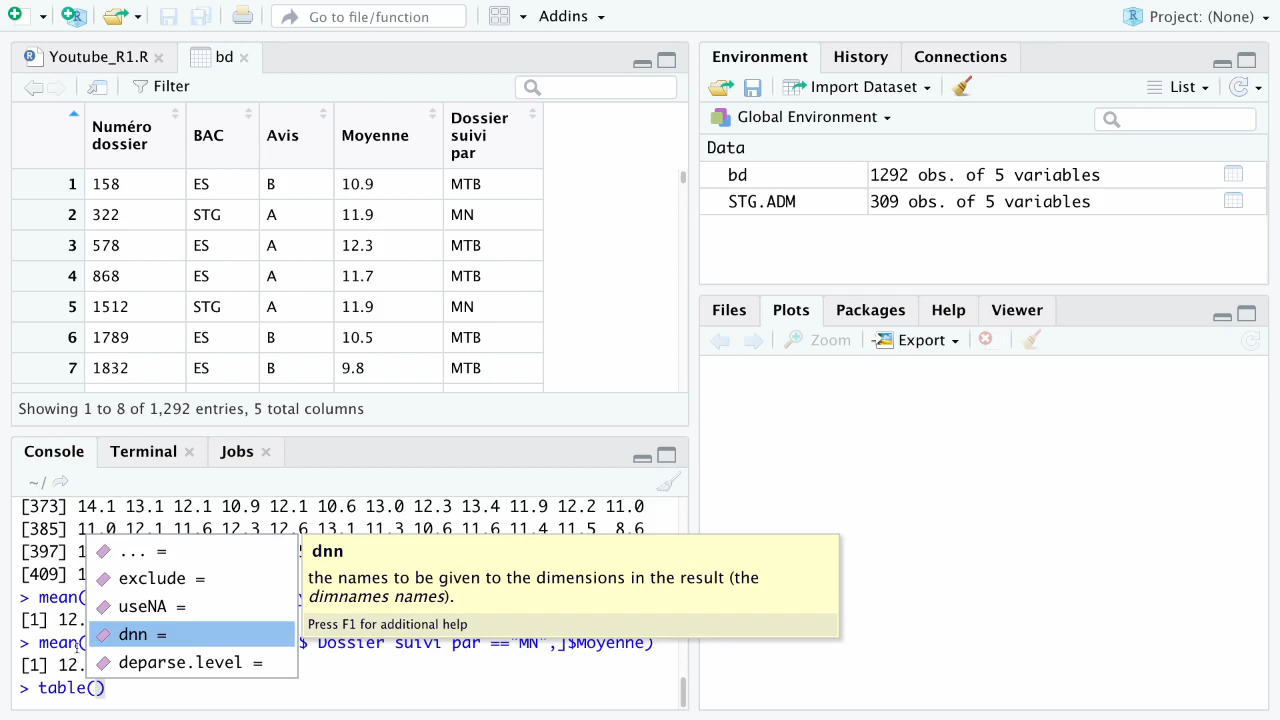 Go to file/function
Addins
Project: (None)
Youtube_R1.R
bd
Filter
Numéro dossier BAC Avis Moyenne Dossier suivi par
1 158 ES B 10.9 MTB
2 322 STG A 11.9 MN
3 578 ES A 12.3 MTB
4 868 ES A 11.7 MTB
5 1512 STG A 11.9 MN
6 1789 ES B 10.5 MTB
7 1832 ES B 9.8 MTB
Showing 1 to 8 of 1,292 entries, 5 total columns
Console Terminal Jobs
~/
[373] 14.1 13.1 12.1 10.9 12.1 10.6 13.0 12.3 13.4 11.9 12.2 11.0
[385] 11.0 12.1 11.6 12.3 12.6 13.1 11.3 10.6 11.6 11.4 11.5 8.6
[397] 1
[409] 1
> mean(
[1] 12.
> mean( $ Dossier suivi par =="MN",]$Moyenne)
[1] 12.
> table()
... =
exclude =
useNA =
dnn =
deparse.level =
dnn
the names to be given to the dimensions in the result (the
dimnames names).
Press F1 for additional help
Environment History Connections
Import Dataset
List
Global Environment
Data
bd 1292 obs. of 5 variables
STG.ADM 309 obs. of 5 variables
Files Plots Packages Help Viewer
Zoom Export